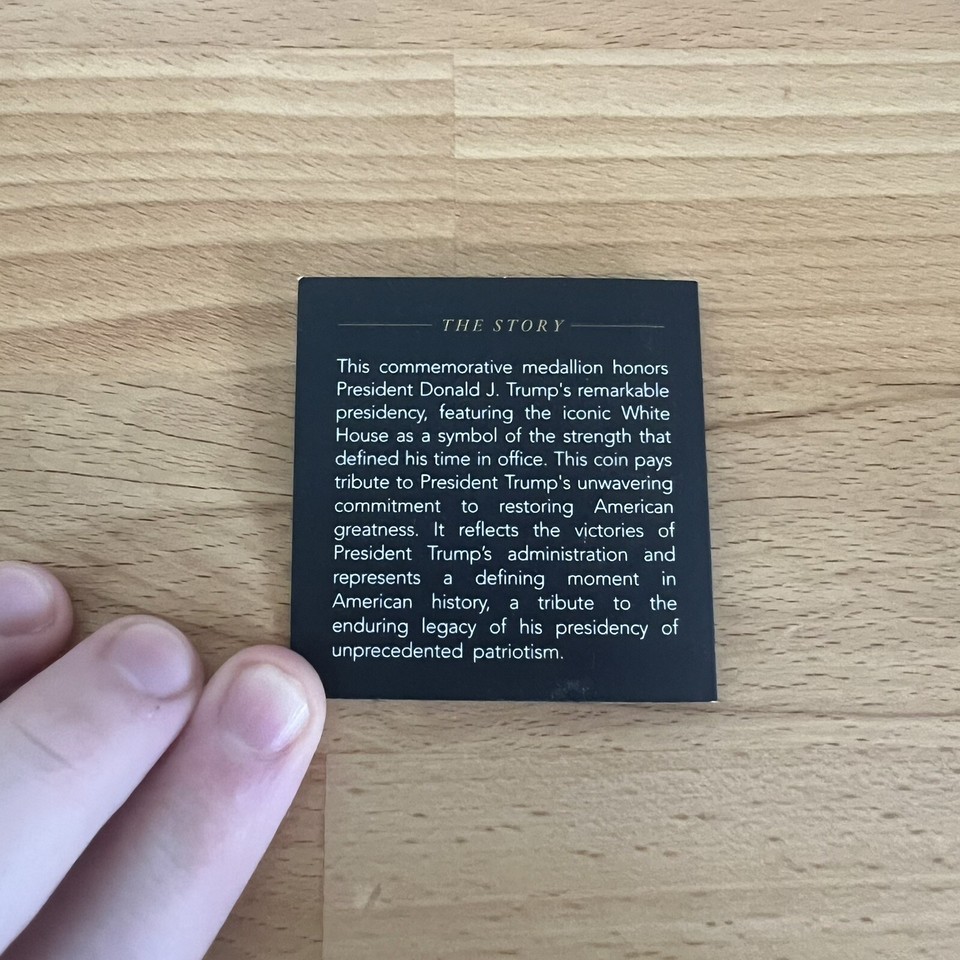 THE STORY
This commemorative medallion honors
President Donald J. Trump's remarkable
presidency, featuring the iconic White
House as a symbol of the strength that
defined his time in office. This coin pays
tribute to President Trump's unwavering
commitment to restoring American
greatness. It reflects the victories of
President Trump’s administration and
represents a defining moment in
American history, a tribute to the
enduring legacy of his presidency of
unprecedented patriotism.